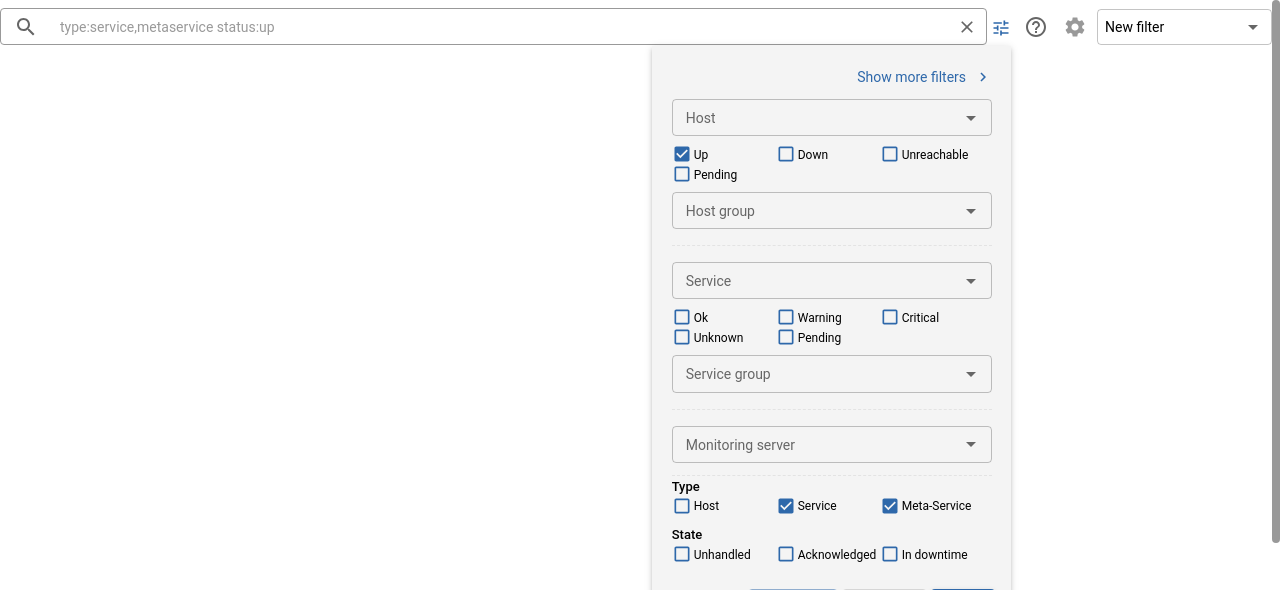 type:service,metaservice status:up
New filter
Show more filters
Host
Up Down Unreachable
Pending
Host group
Service
Ok Warning Critical
Unknown Pending
Service group
Monitoring server
Type
Host Service Meta-Service
State
Unhandled Acknowledged In downtime